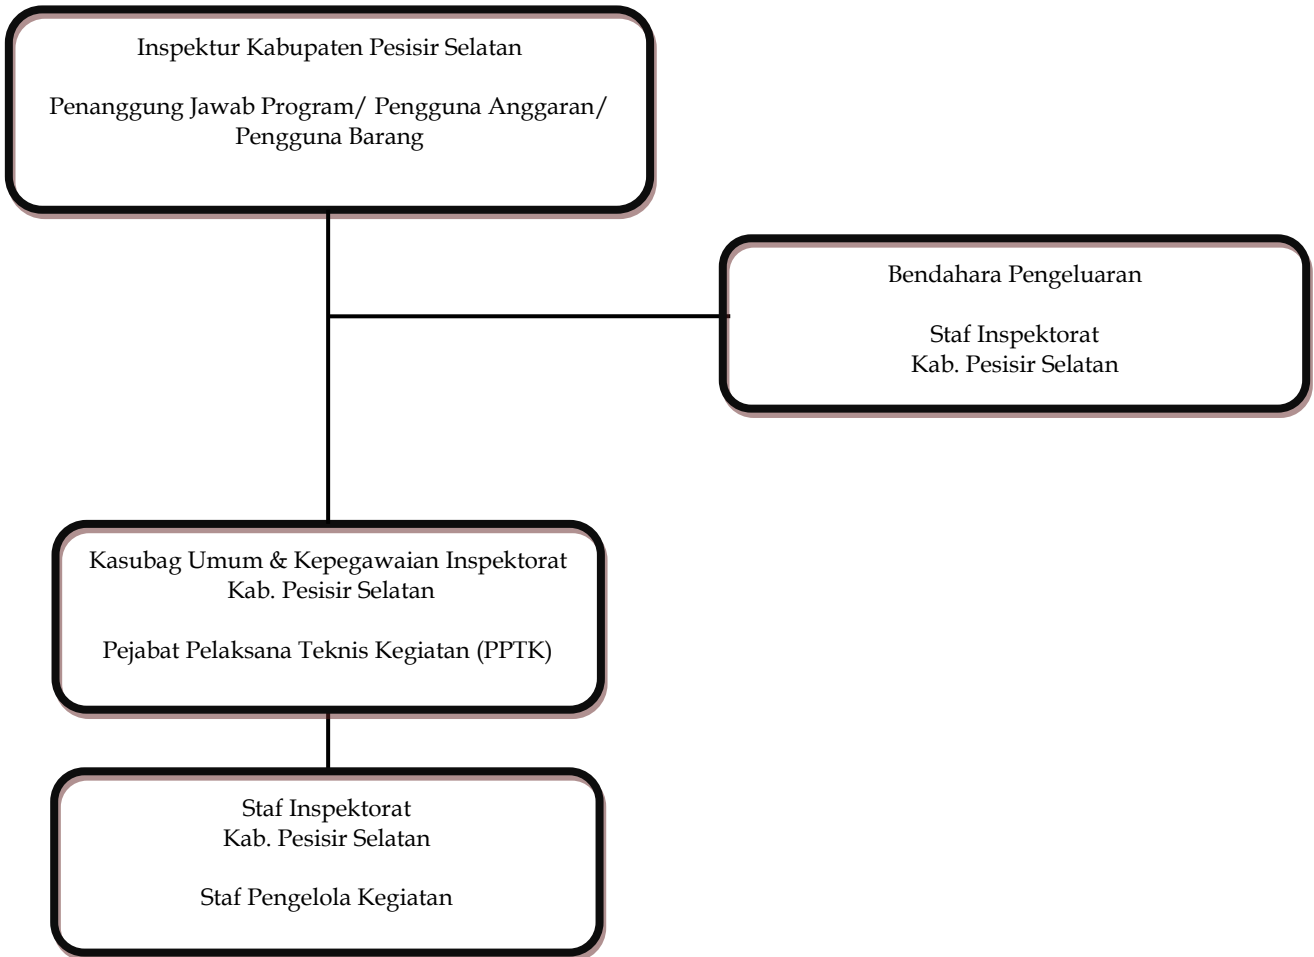 Inspektur Kabupaten Pesisir Selatan
Penanggung Jawab Program/ Pengguna Anggaran/
Pengguna Barang
Bendahara Pengeluaran
Staf Inspektorat
Kab. Pesisir Selatan
Kasubag Umum & Kepegawaian Inspektorat
Kab. Pesisir Selatan
Pejabat Pelaksana Teknis Kegiatan (PPTK)
Staf Inspektorat
Kab. Pesisir Selatan
Staf Pengelola Kegiatan